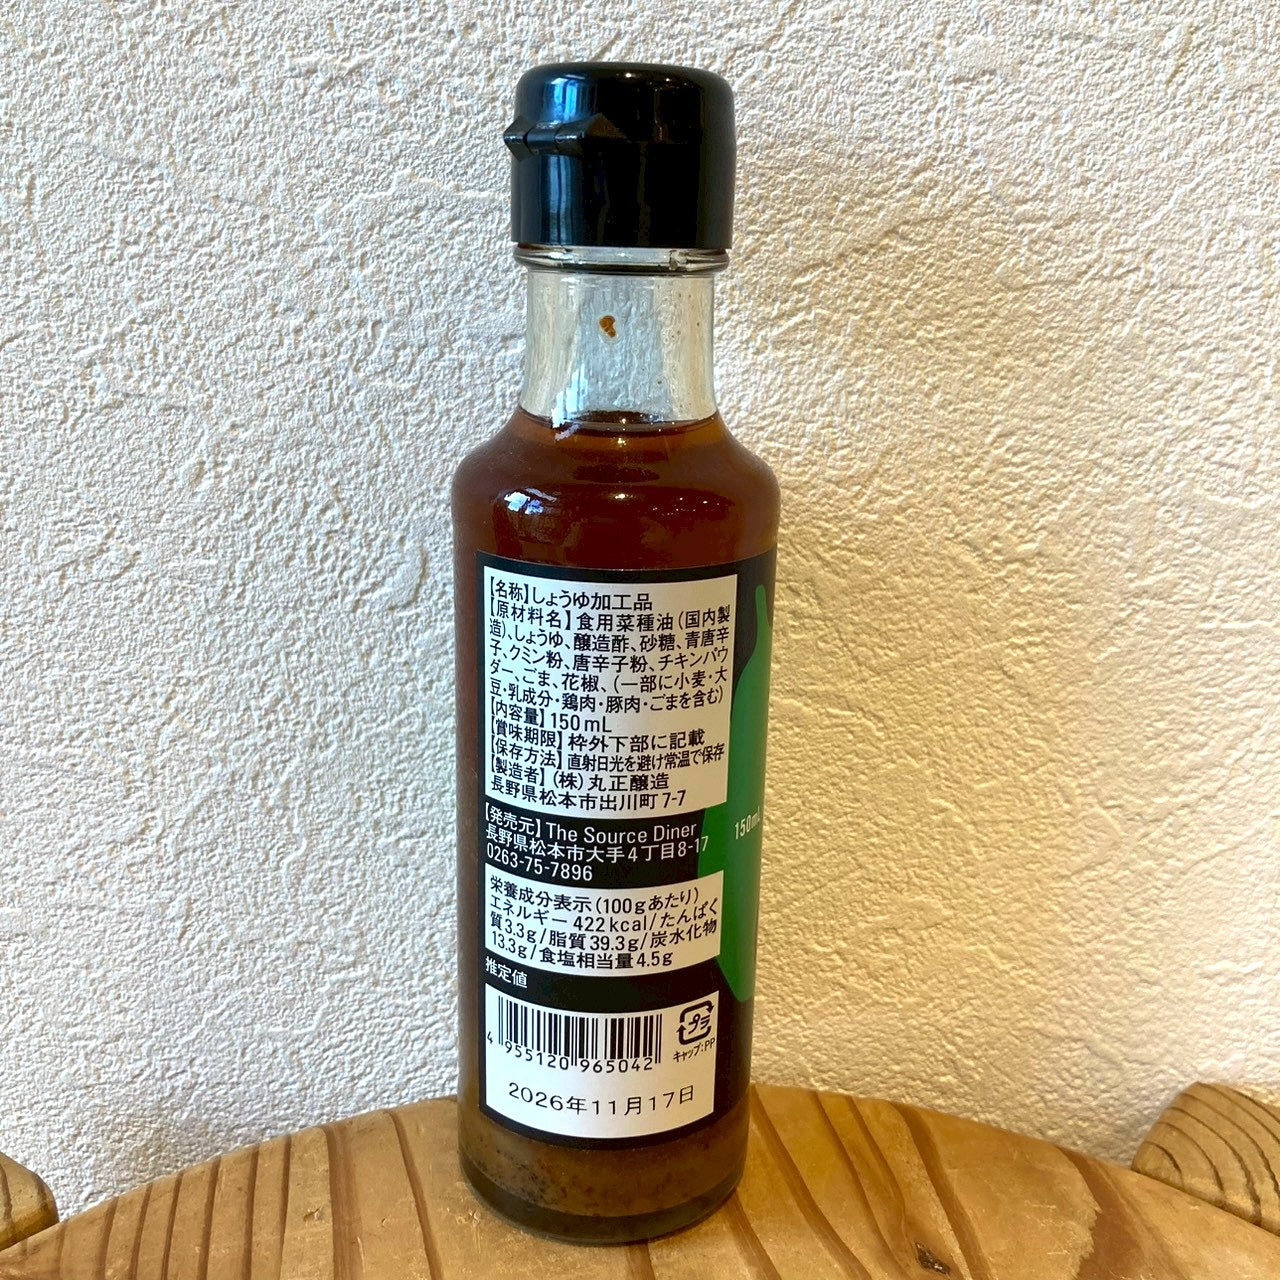 【名称】しょうゆ加工品
【原材料名】食用菜種油(国内製
造)、しょうゆ、醸造酢、砂糖、青唐辛
子、クミン粉、唐辛子粉、チキンパウ
ダー、ごま、花椒、(一部に小麦・大
豆・乳成分・鶏肉・豚肉・ごまを含む)
【内容量】150mL
【賞味期限】枠外下部に記載
【保存方法】直射日光を避け常温で保存
【製造者】(株)丸正醸造
長野県松本市出川町7-7
【発売元】The Source Diner
長野県松本市大手4丁目8-17
0263-75-7896
150mL
栄養成分表示(100gあたり)
エネルギー422kcal/たんぱく
質3.3g/脂質39.3g/炭水化物
13.3g/食塩相当量4.5g
推定値
4 955120 965042
プラ
キャップ:PP
2026年11月17日